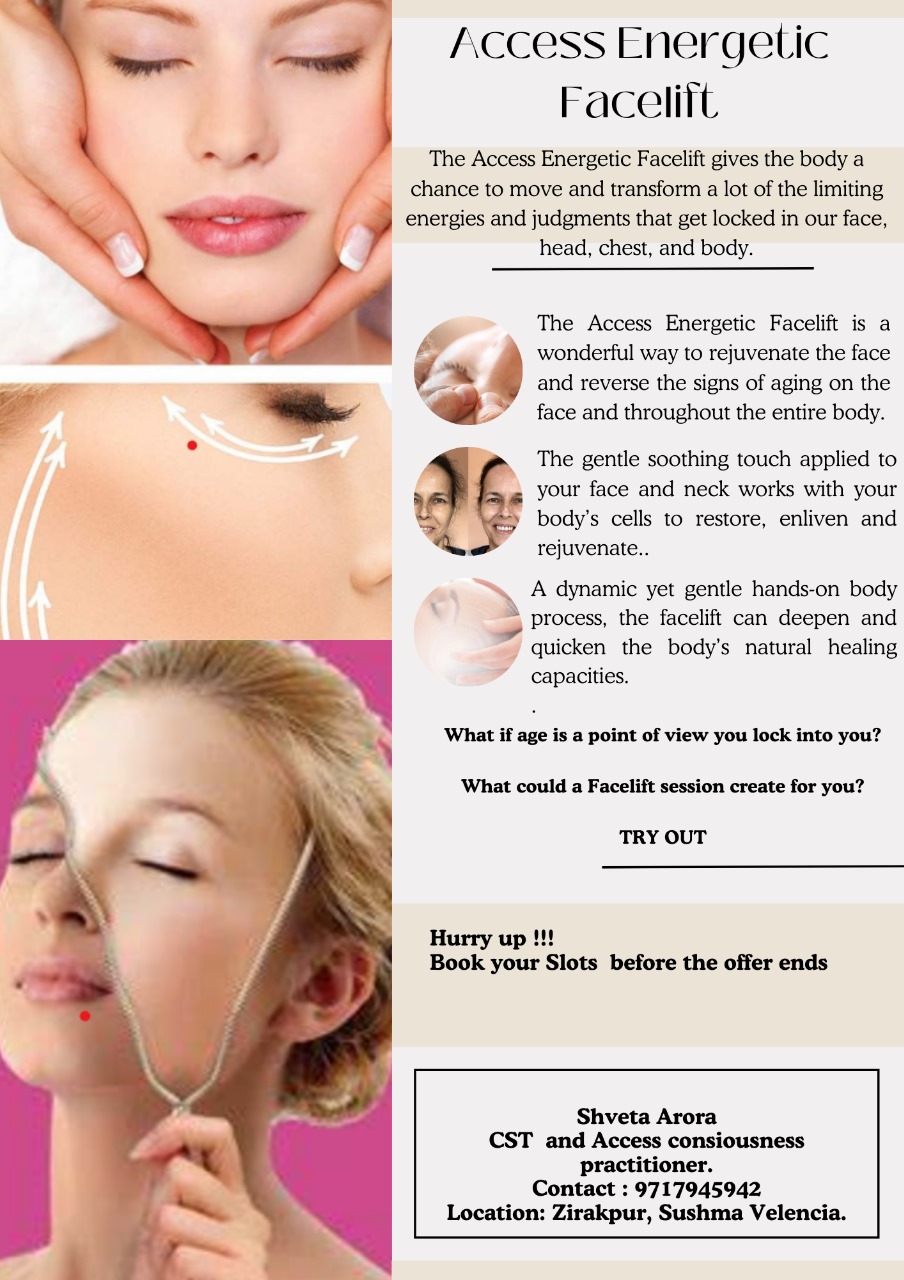 Access Energetic
Facelift
The Access Energetic Facelift gives the body a
chance to move and transform a lot of the limiting
energies and judgments that get locked in our face,
head, chest, and body.
The Access Energetic Facelift is a
wonderful way to rejuvenate the face
and reverse the signs of aging on the
face and throughout the entire body.
The gentle soothing touch applied to
your face and neck works with your
body’s cells to restore, enliven and
rejuvenate..
A dynamic yet gentle hands-on body
process, the facelift can deepen and
quicken the body’s natural healing
capacities.
.
What if age is a point of view you lock into you?
What could a Facelift session create for you?
TRY OUT
Hurry up !!!
Book your Slots before the offer ends
Shveta Arora
CST and Access consiousness
practitioner.
Contact : 9717945942
Location: Zirakpur, Sushma Velencia.